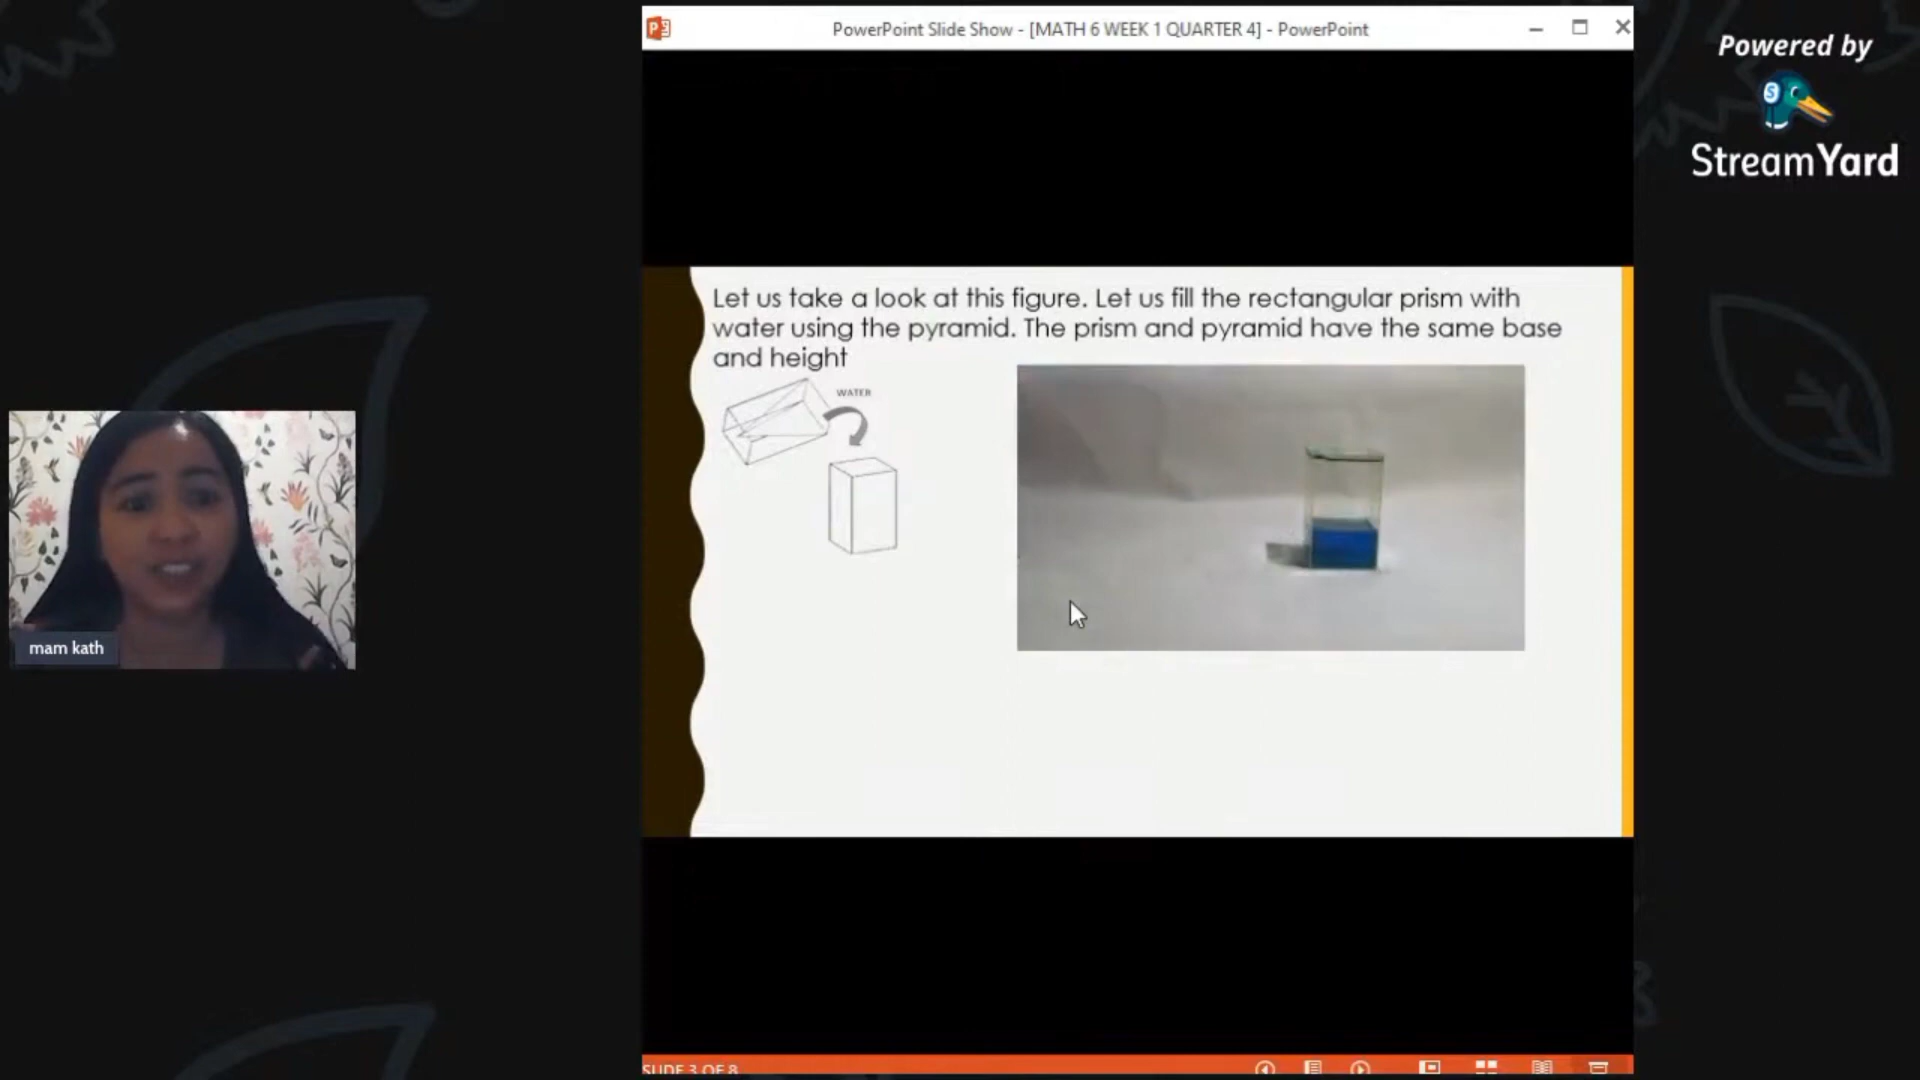 PowerPoint Slide Show - [MATH 6 WEEK 1 QUARTER 4] - PowerPoint
Powered by
StreamYard
Let us take a look at this figure. Let us fill the rectangular prism with
water using the pyramid. The prism and pyramid have the same base
and height
WATER
mam kath
SLIDE 3 OF 8